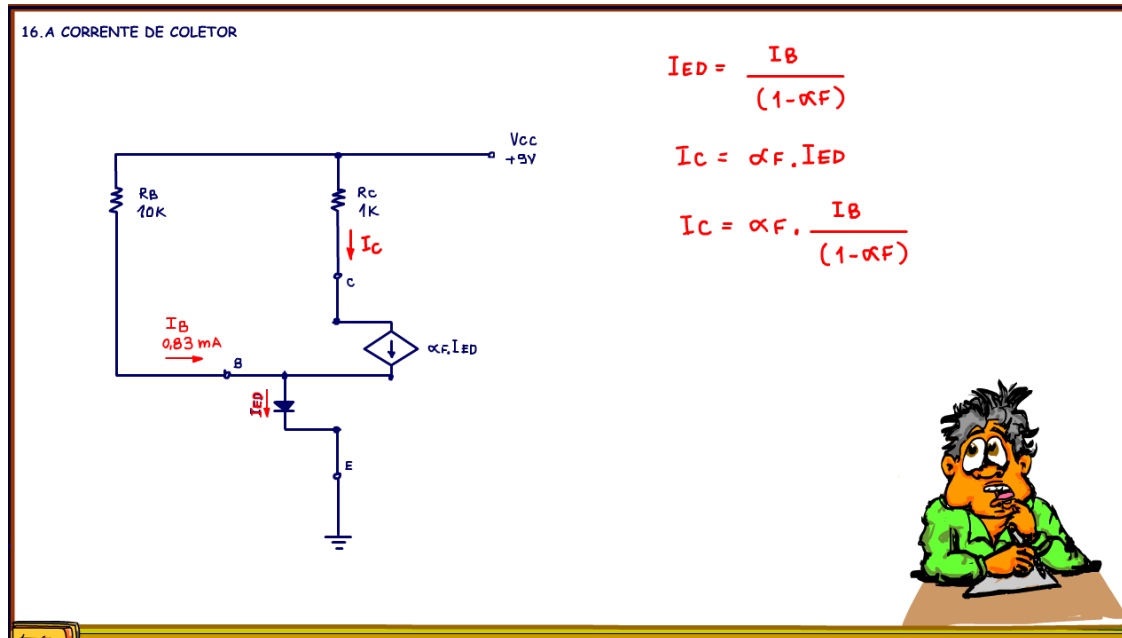 16.A CORRENTE DE COLETOR
IED = IB / (1-αF)
IC = αF.IED
IC = αF. IB / (1-αF)
Vcc
+9V
RB
10K
RC
1K
IC
C
IB
0,83 mA
B
αF.IED
IED
E